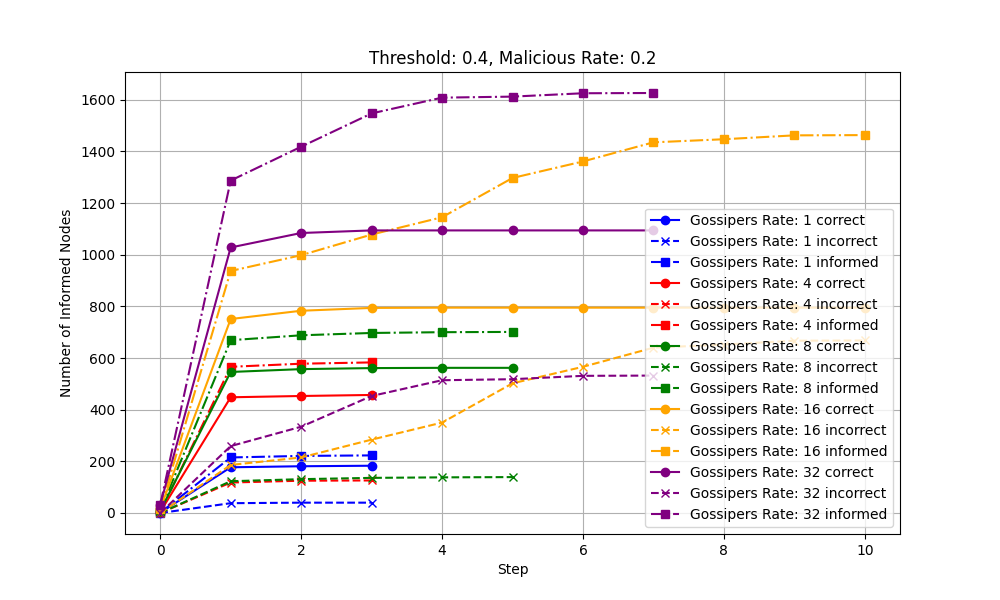 Threshold: 0.4, Malicious Rate: 0.2
Number of Informed Nodes
1600
1400
1200
1000
800
600
400
200
0
Gossipers Rate: 1 correct
Gossipers Rate: 1 incorrect
Gossipers Rate: 1 informed
Gossipers Rate: 4 correct
Gossipers Rate: 4 incorrect
Gossipers Rate: 4 informed
Gossipers Rate: 8 correct
Gossipers Rate: 8 incorrect
Gossipers Rate: 8 informed
Gossipers Rate: 16 correct
Gossipers Rate: 16 incorrect
Gossipers Rate: 16 informed
Gossipers Rate: 32 correct
Gossipers Rate: 32 incorrect
Gossipers Rate: 32 informed
0 2 4 6 8 10
Step